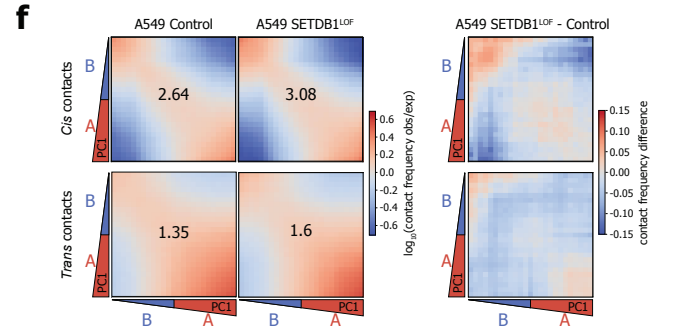 f
A549 Control
A549 SETDB1LOF
A549 SETDB1LOF - Control
Cis contacts
B
A
PC1
2.64
3.08
0.6
0.4
0.2
0.0
-0.2
-0.4
-0.6
log10(contact frequency obs/exp)
B
A
PC1
0.15
0.10
0.05
0.00
-0.05
-0.10
-0.15
contact frequency difference
Trans contacts
B
A
PC1
1.35
1.6
B
A
PC1
PC1
B
A
PC1
B
A
PC1
B
A